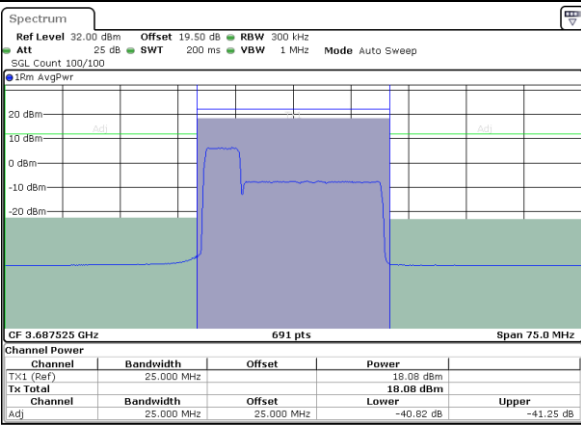 Spectrum
Ref Level 32.00 dBm Offset 19.50 dB RBW 300 kHz
Att 25 dB SWT 200 ms VBW 1 MHz Mode Auto Sweep
SGL Count 100/100
1Rm AvgPwr
20 dBm
Adj Adj
10 dBm
0 dBm
-10 dBm
-20 dBm
CF 3.687525 GHz 691 pts Span 75.0 MHz
Channel Power
Channel Bandwidth Offset Power
TX1 (Ref) 25.000 MHz 18.08 dBm
Tx Total 18.08 dBm
Channel Bandwidth Offset Lower Upper
Adj 25.000 MHz 25.000 MHz -40.82 dB -41.25 dB